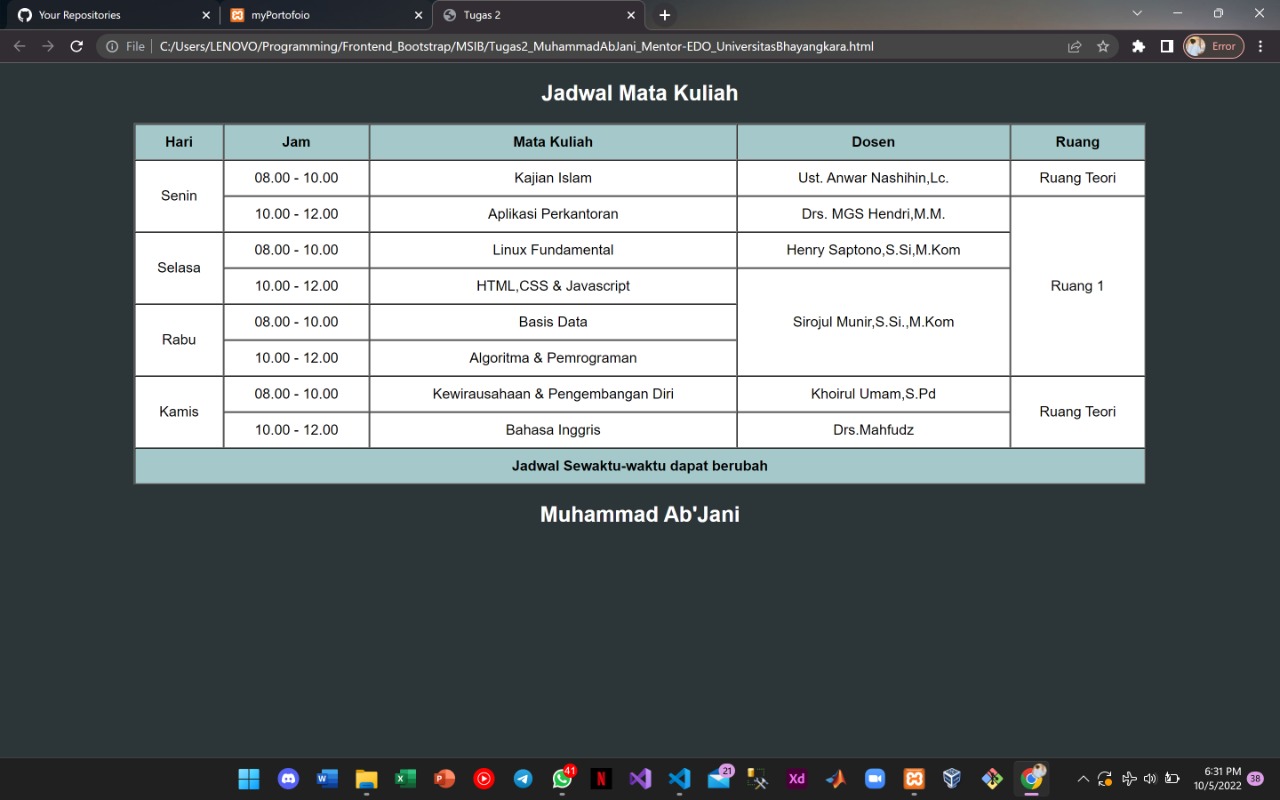 Your Repositories
myPortofoio
Tugas 2
File
C:/Users/LENOVO/Programming/Frontend_Bootstrap/MSIB/Tugas2_MuhammadAbJani_Mentor-EDO_UniversitasBhayangkara.html
Error
Jadwal Mata Kuliah
Hari Jam Mata Kuliah Dosen Ruang
Senin 08.00 - 10.00 Kajian Islam Ust. Anwar Nashihin,Lc. Ruang Teori
10.00 - 12.00 Aplikasi Perkantoran Drs. MGS Hendri,M.M. Ruang 1
Selasa 08.00 - 10.00 Linux Fundamental Henry Saptono,S.Si,M.Kom
10.00 - 12.00 HTML,CSS & Javascript Sirojul Munir,S.Si.,M.Kom
Rabu 08.00 - 10.00 Basis Data
10.00 - 12.00 Algoritma & Pemrograman
Kamis 08.00 - 10.00 Kewirausahaan & Pengembangan Diri Khoirul Umam,S.Pd Ruang Teori
10.00 - 12.00 Bahasa Inggris Drs.Mahfudz
Jadwal Sewaktu-waktu dapat berubah
Muhammad Ab'Jani
W X P 41 N 21 Xd
6:31 PM
10/5/2022
38